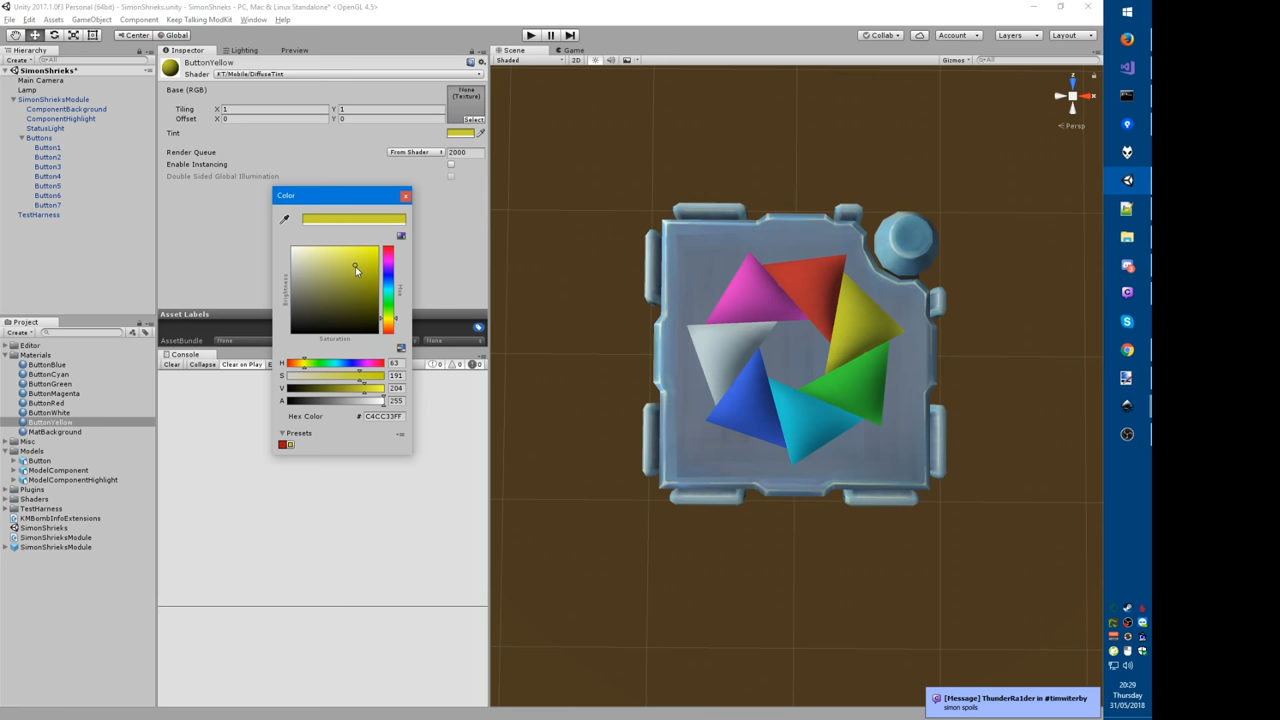 Unity 2017.1.0f3 Personal (64bit) - SimonShrieks.unity - SimonShrieks - PC, Mac & Linux Standalone* <OpenGL 4.5>
File Edit Assets GameObject Component Keep Talking ModKit Window Help
Center Global Collab Account Layers Layout
Hierarchy
Create All
SimonShrieks*
Main Camera
Lamp
SimonShrieksModule
ComponentBackground
ComponentHighlight
StatusLight
Buttons
Button1
Button2
Button3
Button4
Button5
Button6
Button7
TestHarness
Inspector Lighting Preview
ButtonYellow
Shader KT/Mobile/DiffuseTint
Base (RGB)
None
(Texture)
Tiling X 1 Y 1
Offset X 0 Y 0
Select
Tint
Render Queue From Shader 2000
Enable Instancing
Double Sided Global Illumination
Color
Brightness
Hue
Saturation
H 63
S 191
V 204
A 255
Hex Color # C4CC33FF
Presets
Asset Labels
AssetBundle None None
Console
Clear Collapse Clear on Play 0 0 0
Project
Create
Editor
Materials
ButtonBlue
ButtonCyan
ButtonGreen
ButtonMagenta
ButtonRed
ButtonWhite
ButtonYellow
MatBackground
Misc
Models
Button
ModelComponent
ModelComponentHighlight
Plugins
Shaders
TestHarness
KMBombInfoExtensions
SimonShrieks
SimonShrieksModule
SimonShrieksModule
Scene Game
Shaded 2D Gizmos All
z
x
Persp
[Message] ThunderRa1der in #timwiterby
simon spoils
20:29
Thursday
31/05/2018